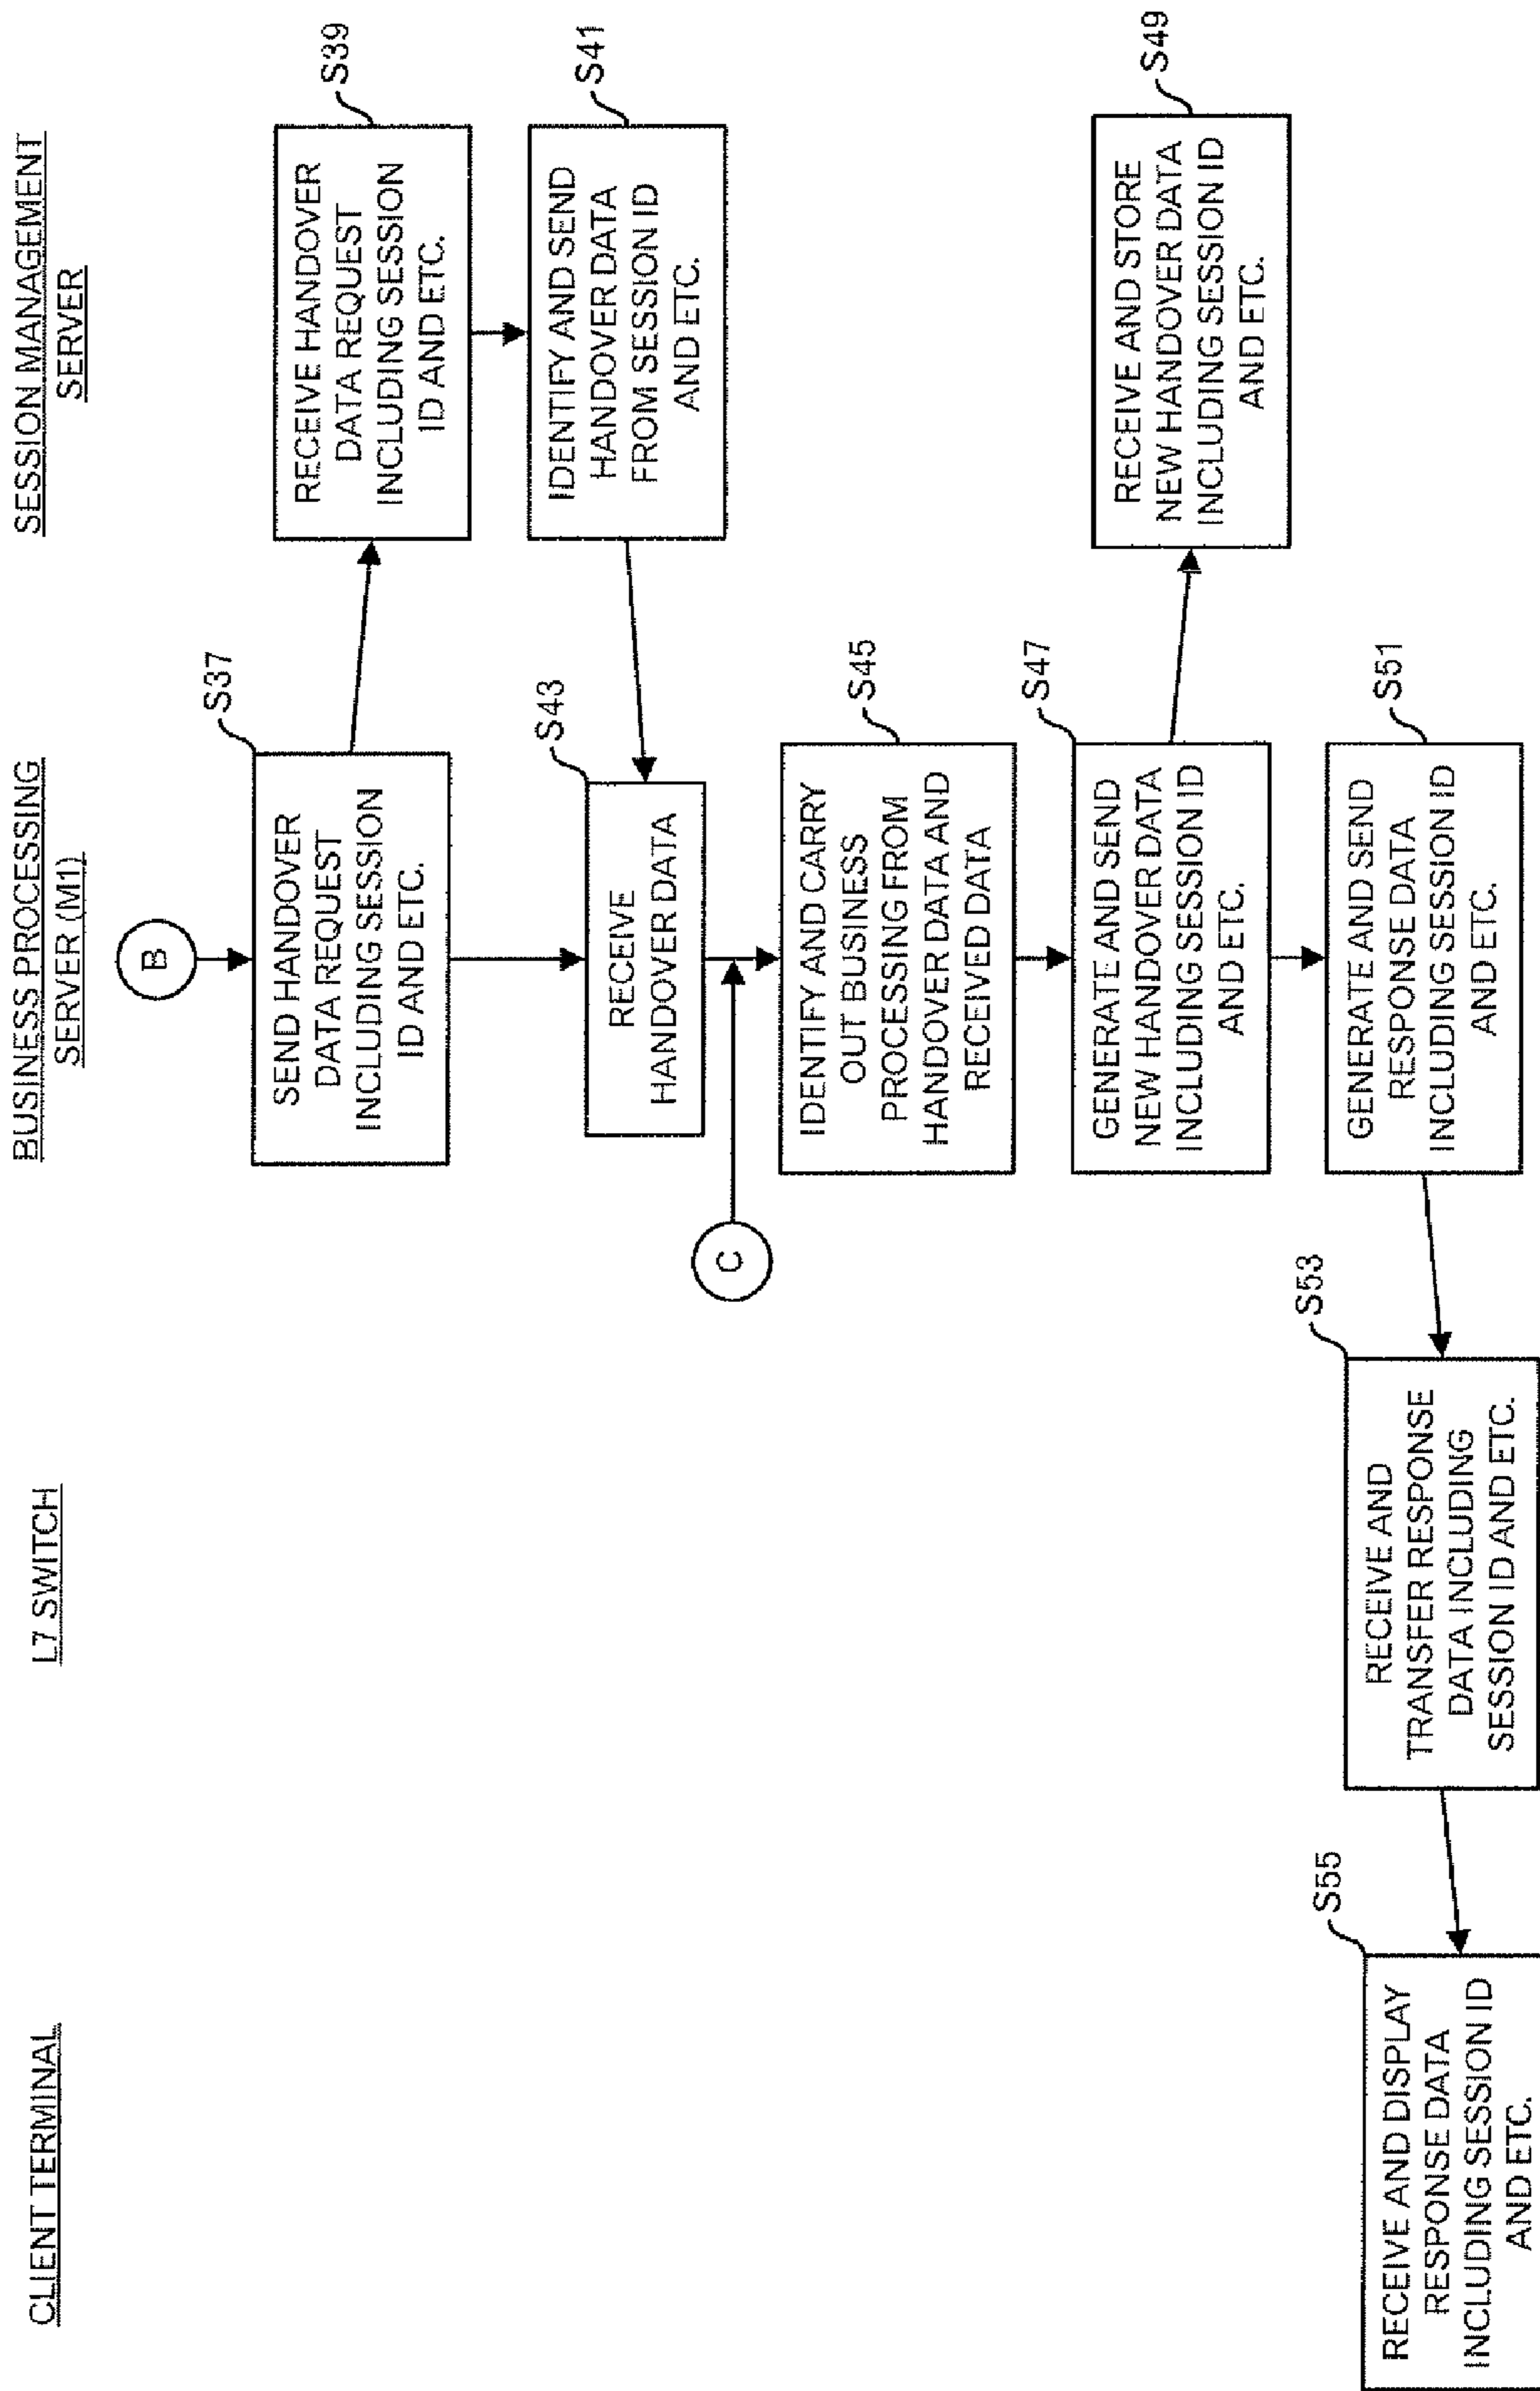 CLIENT TERMINAL
L7 SWITCH
BUSINESS PROCESSING
SERVER (M1)
SESSION MANAGEMENT
SERVER
B
S37
SEND HANDOVER
DATA REQUEST
INCLUDING SESSION
ID AND ETC.
S39
RECEIVE HANDOVER
DATA REQUEST
INCLUDING SESSION
ID AND ETC.
S41
IDENTIFY AND SEND
HANDOVER DATA
FROM SESSION ID
AND ETC.
S43
RECEIVE
HANDOVER DATA
C
S45
IDENTIFY AND CARRY
OUT BUSINESS
PROCESSING FROM
HANDOVER DATA AND
RECEIVED DATA
S47
GENERATE AND SEND
NEW HANDOVER DATA
INCLUDING SESSION ID
AND ETC.
S49
RECEIVE AND STORE
NEW HANDOVER DATA
INCLUDING SESSION ID
AND ETC.
S51
GENERATE AND SEND
RESPONSE DATA
INCLUDING SESSION ID
AND ETC.
S53
RECEIVE AND
TRANSFER RESPONSE
DATA INCLUDING
SESSION ID AND ETC.
S55
RECEIVE AND DISPLAY
RESPONSE DATA
INCLUDING SESSION ID
AND ETC.